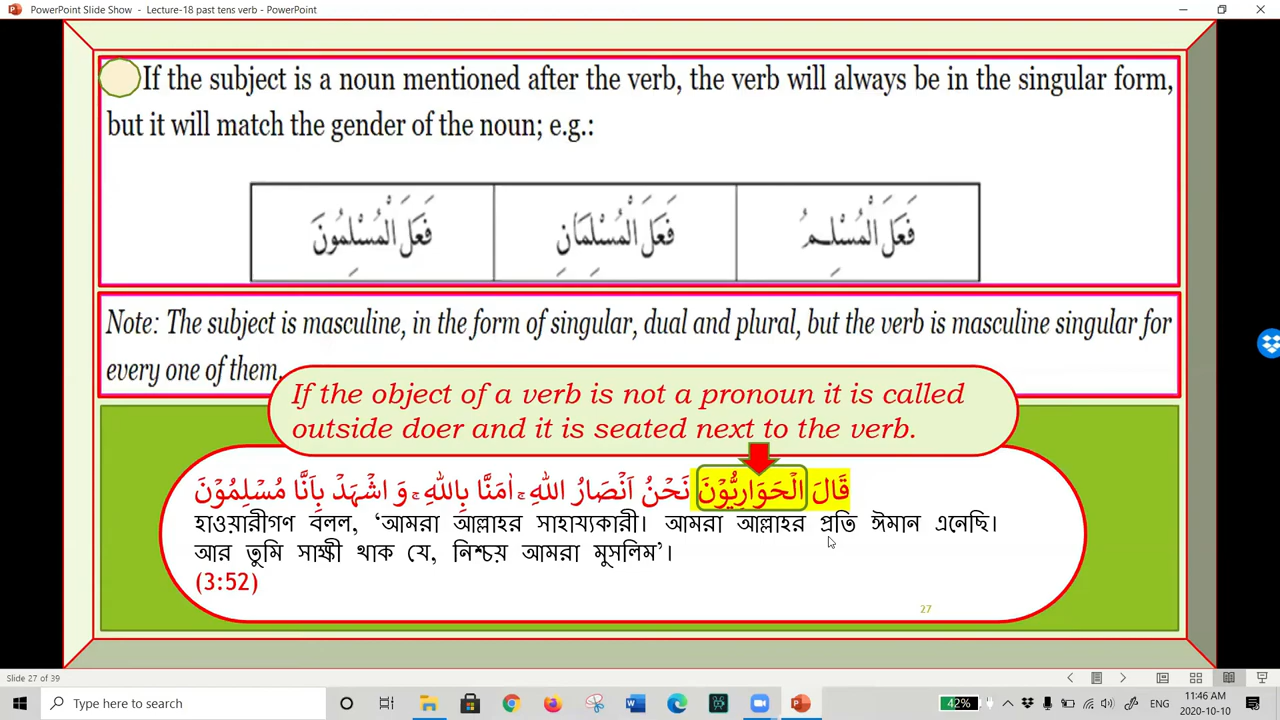 PowerPoint Slide Show - Lecture-18 past tens verb - PowerPoint
If the subject is a noun mentioned after the verb, the verb will always be in the singular form,
but it will match the gender of the noun; e.g.:
فَعَلَ الْمُسْلِمُ
فَعَلَ الْمُسْلِمَانِ
فَعَلَ الْمُسْلِمُونَ
Note: The subject is masculine, in the form of singular, dual and plural, but the verb is masculine singular for
every one of them.
If the object of a verb is not a pronoun it is called
outside doer and it is seated next to the verb.
قَالَ الْحَوَارِيُّوْنَ نَحْنُ اَنْصَارُ اللهِ ۚ اٰمَنَّا بِاللهِ ۚ وَ اشْهَدْ بِاَنَّا مُسْلِمُوْنَ
হাওয়ারীগণ বলল, ‘আমরা আল্লাহর সাহায্যকারী। আমরা আল্লাহর প্রতি ঈমান এনেছি।
আর তুমি সাক্ষী থাক যে, নিশ্চয় আমরা মুসলিম’।
(3:52)
27
Slide 27 of 39
Type here to search
42%
ENG
11:46 AM
2020-10-10